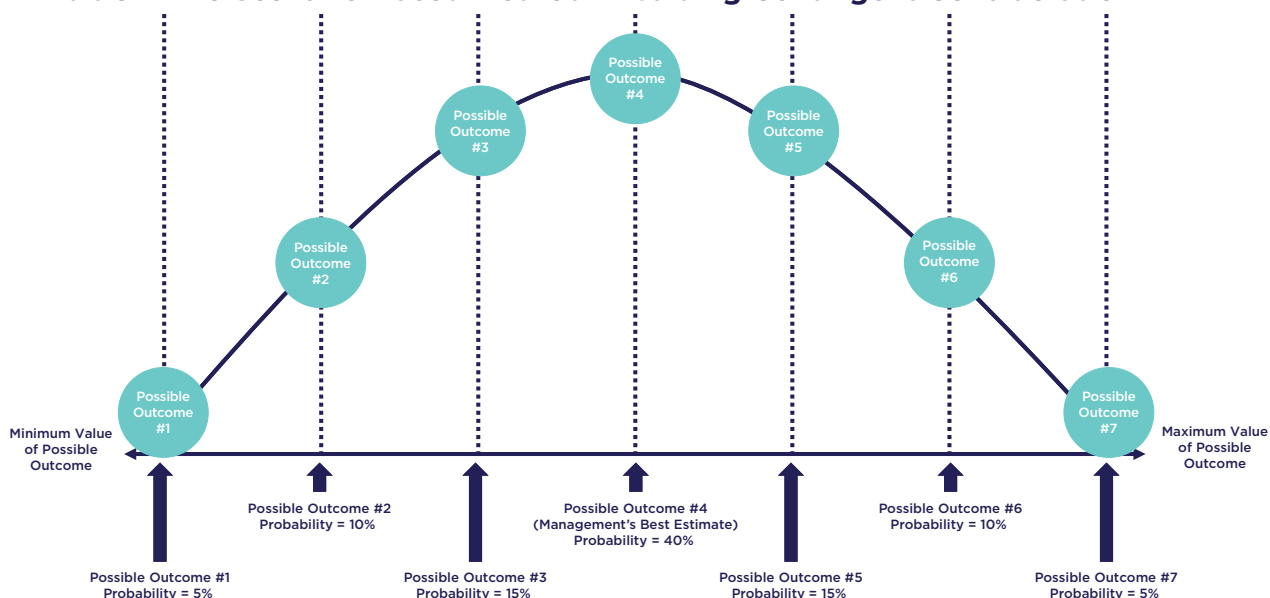 Possible
Outcome
#4
Possible
Outcome
#3
Possible
Outcome
#5
Possible
Outcome
#2
Possible
Outcome
#6
Possible
Outcome
#1
Possible
Outcome
#7
Minimum Value
of Possible
Outcome
Maximum Value
of Possible
Outcome
Possible Outcome #2
Probability = 10%
Possible Outcome #4
(Management's Best Estimate)
Probability = 40%
Possible Outcome #6
Probability = 10%
Possible Outcome #1
Probability = 5%
Possible Outcome #3
Probability = 15%
Possible Outcome #5
Probability = 15%
Possible Outcome #7
Probability = 5%